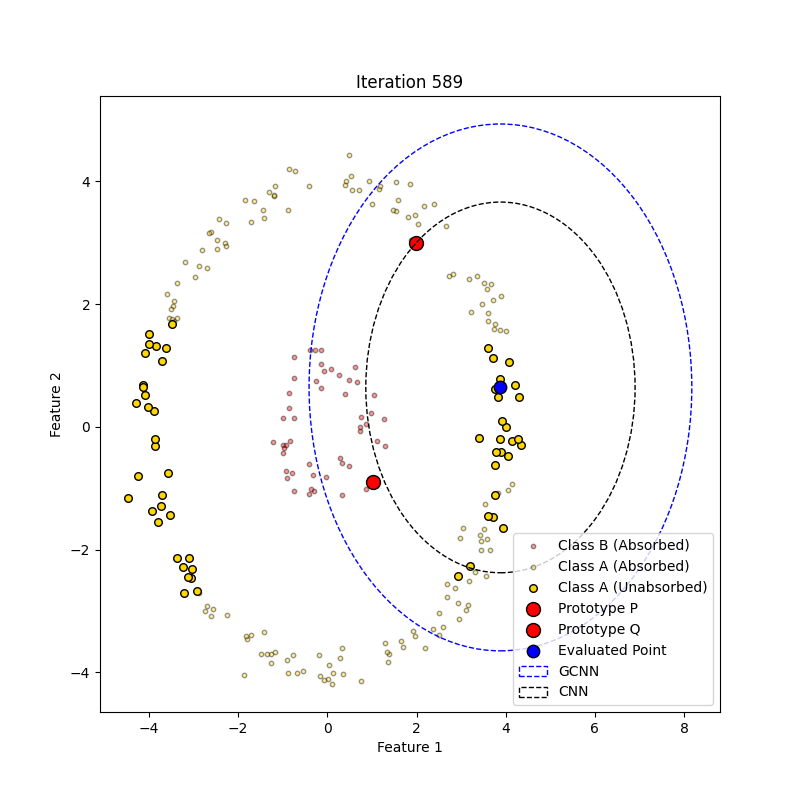 Iteration 589
Feature 2
4
2
0
−2
−4
−4
−2
0
2
4
6
8
Feature 1
Class B (Absorbed)
Class A (Absorbed)
Class A (Unabsorbed)
Prototype P
Prototype Q
Evaluated Point
GCNN
CNN